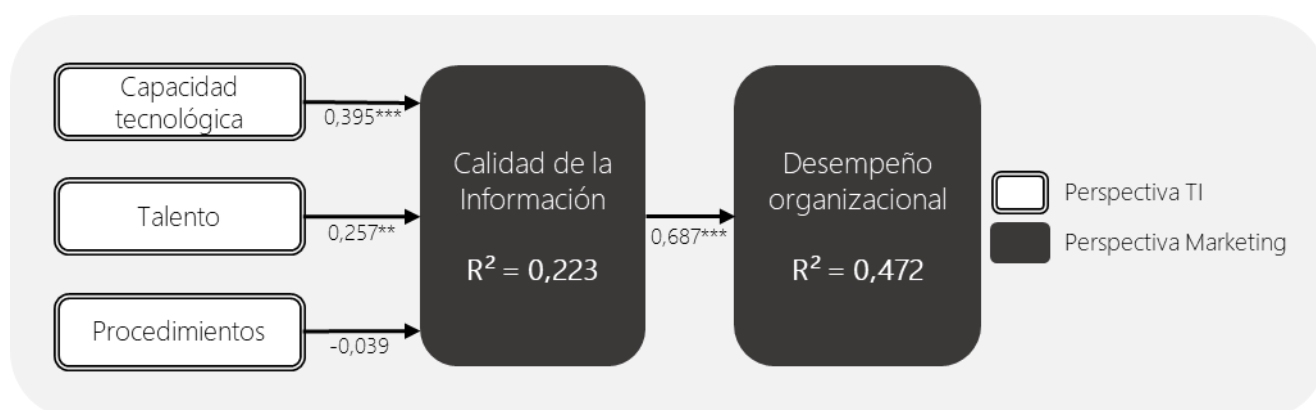 Capacidad
tecnológica
0,395***
Talento
0,257**
Procedimientos
-0,039
Calidad de la
Información
R² = 0,223
0,687***
Desempeño
organizacional
R² = 0,472
Perspectiva TI
Perspectiva Marketing